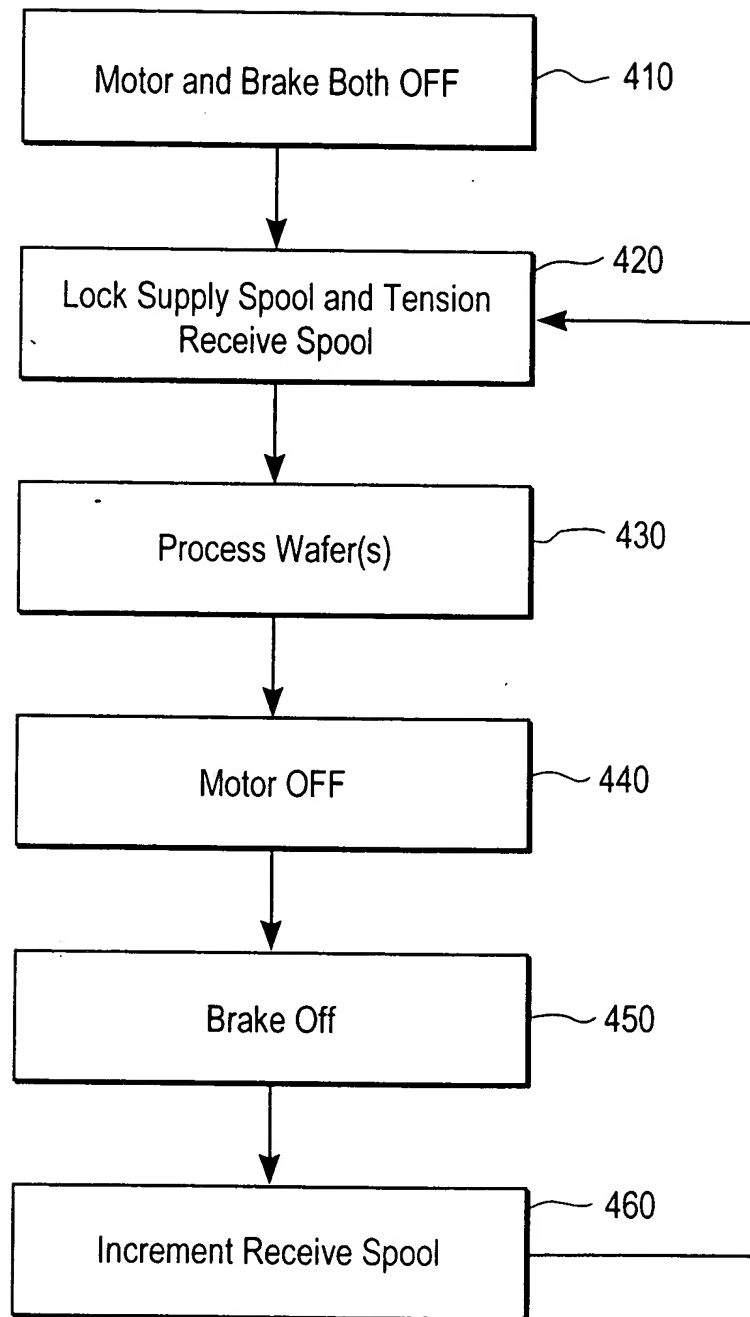 Motor and Brake Both OFF
410
Lock Supply Spool and Tension
Receive Spool
420
Process Wafer(s)
430
Motor OFF
440
Brake Off
450
Increment Receive Spool
460